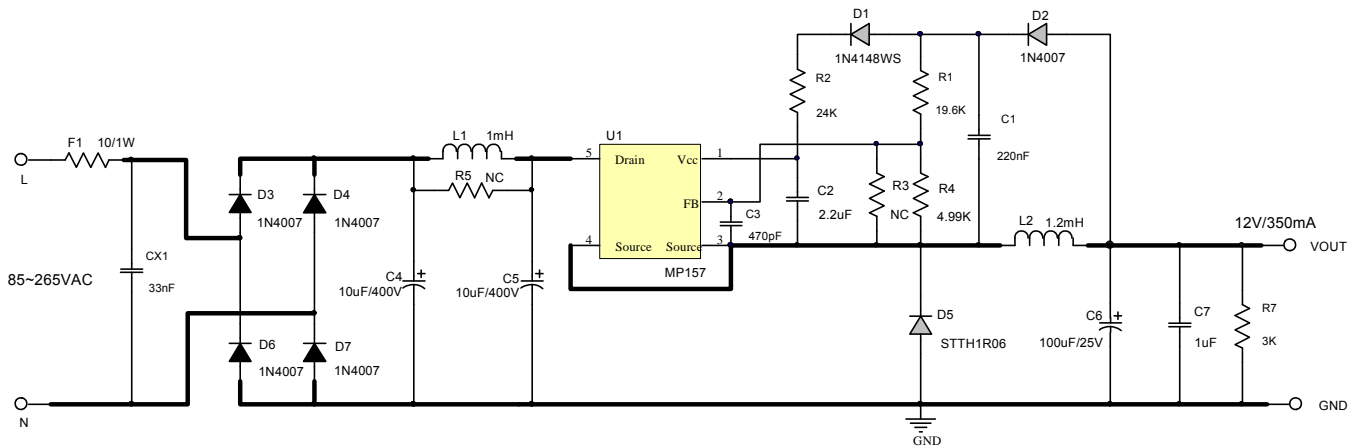 D1
1N4148WS
D2
1N4007
R2
24K
R1
19.6K
C1
220nF
F1 10/1W
L
L1 1mH
R5 NC
U1
5 Drain Vcc 1
FB 2
4 Source Source 3
MP157
C2
2.2uF
C3
470pF
R3
NC
R4
4.99K
L2 1.2mH
12V/350mA
VOUT
D3
1N4007
D4
1N4007
85~265VAC
CX1
33nF
C4
10uF/400V
C5
10uF/400V
D5
STTH1R06
C6
100uF/25V
C7
1uF
R7
3K
D6
1N4007
D7
1N4007
N
GND
GND